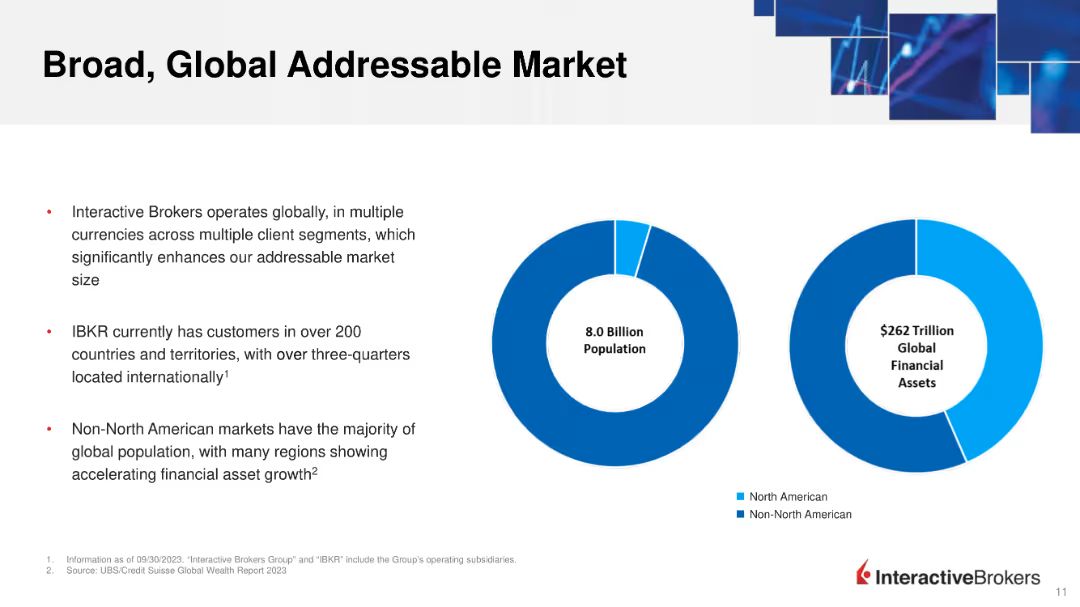 Broad, Global Addressable Market
• Interactive Brokers operates globally, in multiple
currencies across multiple client segments, which
significantly enhances our addressable market
size
• IBKR currently has customers in over 200
countries and territories, with over three-quarters
located internationally1
• Non-North American markets have the majority of
global population, with many regions showing
accelerating financial asset growth2
8.0 Billion
Population
$262 Trillion
Global
Financial
Assets
North American
Non-North American
1. Information as of 09/30/2023. “Interactive Brokers Group” and “IBKR” include the Group’s operating subsidiaries.
2. Source: UBS/Credit Suisse Global Wealth Report 2023
InteractiveBrokers
11